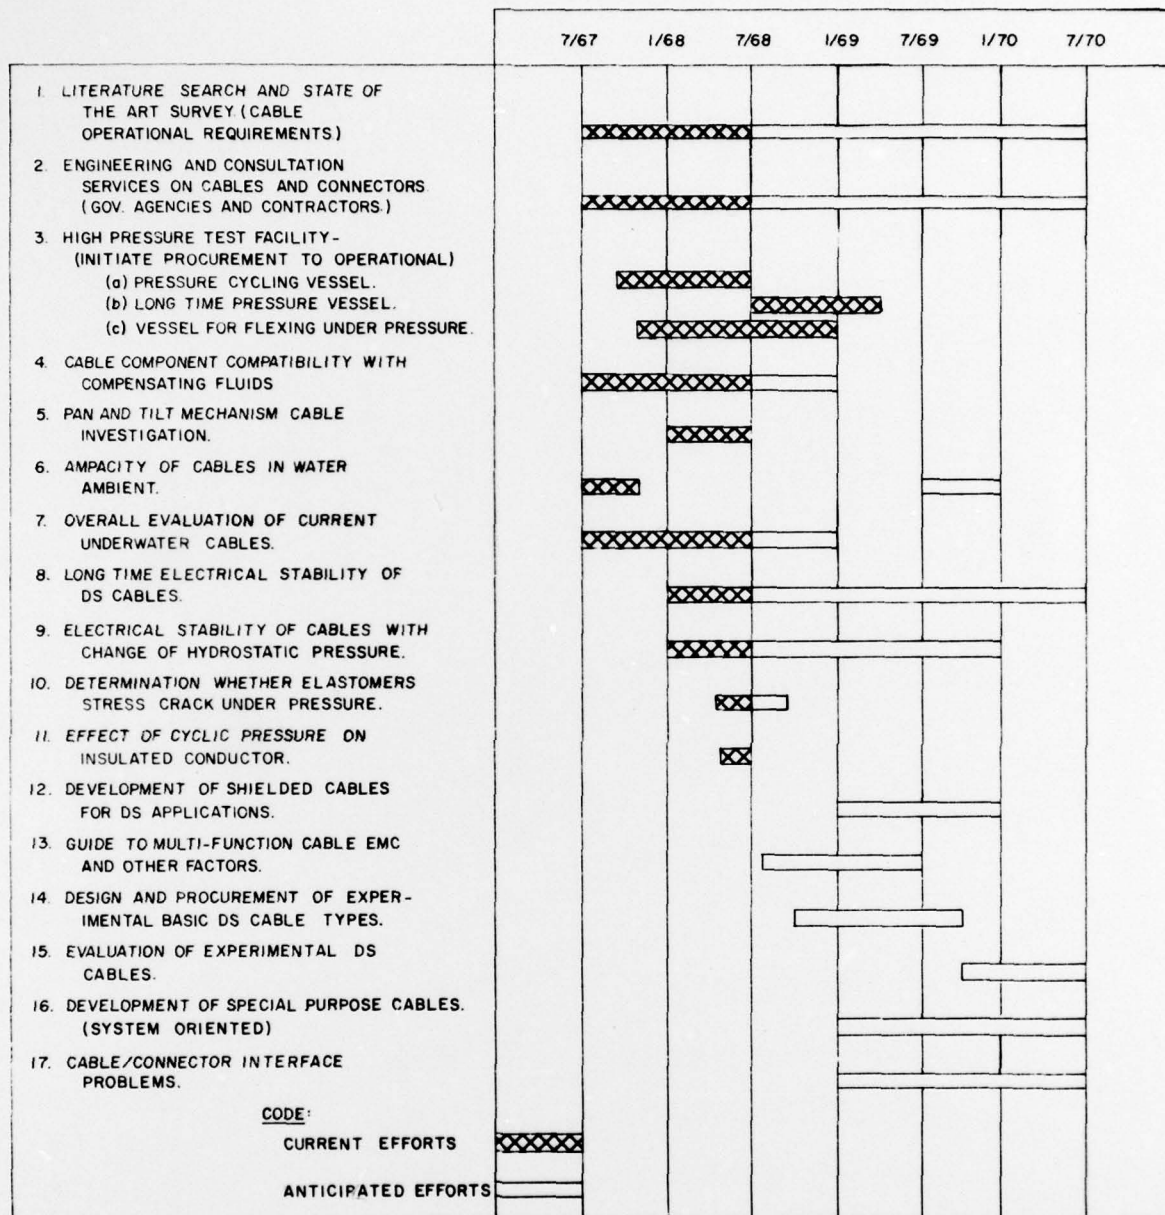 7/67 1/68 7/68 1/69 7/69 1/70 7/70
1. LITERATURE SEARCH AND STATE OF
THE ART SURVEY (CABLE
OPERATIONAL REQUIREMENTS)
2. ENGINEERING AND CONSULTATION
SERVICES ON CABLES AND CONNECTORS.
(GOV. AGENCIES AND CONTRACTORS.)
3. HIGH PRESSURE TEST FACILITY-
(INITIATE PROCUREMENT TO OPERATIONAL)
(a) PRESSURE CYCLING VESSEL.
(b) LONG TIME PRESSURE VESSEL.
(c) VESSEL FOR FLEXING UNDER PRESSURE.
4. CABLE COMPONENT COMPATIBILITY WITH
COMPENSATING FLUIDS
5. PAN AND TILT MECHANISM CABLE
INVESTIGATION.
6. AMPACITY OF CABLES IN WATER
AMBIENT.
7. OVERALL EVALUATION OF CURRENT
UNDERWATER CABLES.
8. LONG TIME ELECTRICAL STABILITY OF
DS CABLES.
9. ELECTRICAL STABILITY OF CABLES WITH
CHANGE OF HYDROSTATIC PRESSURE.
10. DETERMINATION WHETHER ELASTOMERS
STRESS CRACK UNDER PRESSURE.
11. EFFECT OF CYCLIC PRESSURE ON
INSULATED CONDUCTOR.
12. DEVELOPMENT OF SHIELDED CABLES
FOR DS APPLICATIONS.
13. GUIDE TO MULTI-FUNCTION CABLE EMC
AND OTHER FACTORS.
14. DESIGN AND PROCUREMENT OF EXPER-
IMENTAL BASIC DS CABLE TYPES.
15. EVALUATION OF EXPERIMENTAL DS
CABLES.
16. DEVELOPMENT OF SPECIAL PURPOSE CABLES.
(SYSTEM ORIENTED)
17. CABLE/CONNECTOR INTERFACE
PROBLEMS.
CODE:
CURRENT EFFORTS
ANTICIPATED EFFORTS